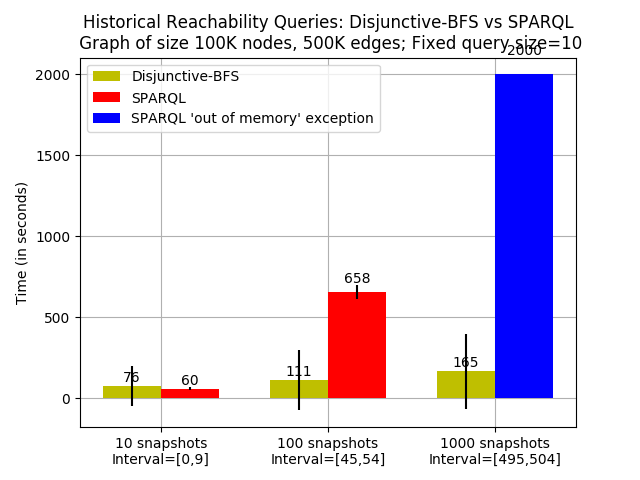 Historical Reachability Queries: Disjunctive-BFS vs SPARQL
Graph of size 100K nodes, 500K edges; Fixed query size=10
2000
Disjunctive-BFS
SPARQL
SPARQL 'out of memory' exception
Time (in seconds)
2000
1500
1000
500
0
76
60
111
658
165
10 snapshots
Interval=[0,9]
100 snapshots
Interval=[45,54]
1000 snapshots
Interval=[495,504]